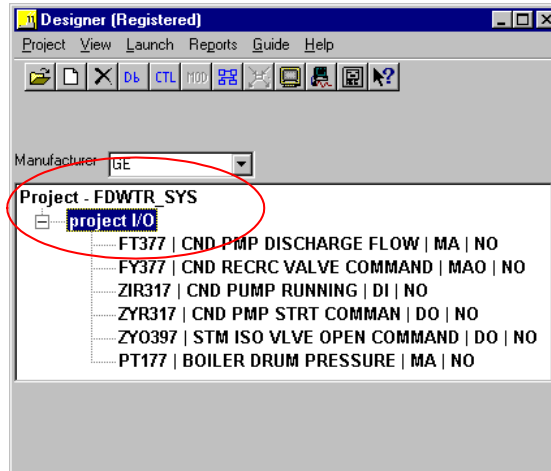 Designer (Registered)
Project View Launch Reports Guide Help
Db CTL MOD
Manufacturer GE
Project - FDWTR_SYS
project I/O
FT377 | CND PMP DISCHARGE FLOW | MA | NO
FY377 | CND RECRC VALVE COMMAND | MAO | NO
ZIR317 | CND PUMP RUNNING | DI | NO
ZYR317 | CND PMP STRT COMMAN | DO | NO
ZYO397 | STM ISO VLVE OPEN COMMAND | DO | NO
PT177 | BOILER DRUM PRESSURE | MA | NO